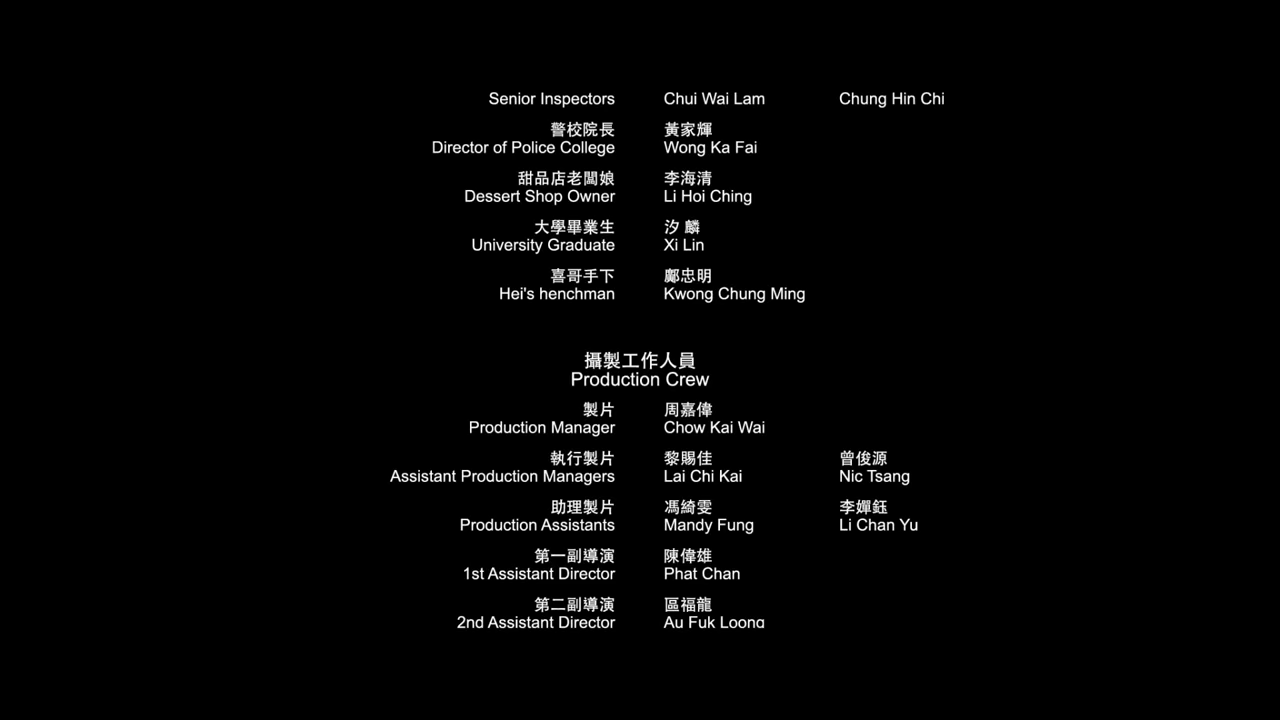 Senior Inspectors Chui Wai Lam Chung Hin Chi
警校院長 黃家輝
Director of Police College Wong Ka Fai
甜品店老闆娘 李海清
Dessert Shop Owner Li Hoi Ching
大學畢業生 汐 麟
University Graduate Xi Lin
喜哥手下 鄺忠明
Hei's henchman Kwong Chung Ming
攝製工作人員
Production Crew
製片 周嘉偉
Production Manager Chow Kai Wai
執行製片 黎賜佳 曾俊源
Assistant Production Managers Lai Chi Kai Nic Tsang
助理製片 馮綺雯 李嬋鈺
Production Assistants Mandy Fung Li Chan Yu
第一副導演 陳偉雄
1st Assistant Director Phat Chan
第二副導演 區福龍
2nd Assistant Director Au Fuk Loong